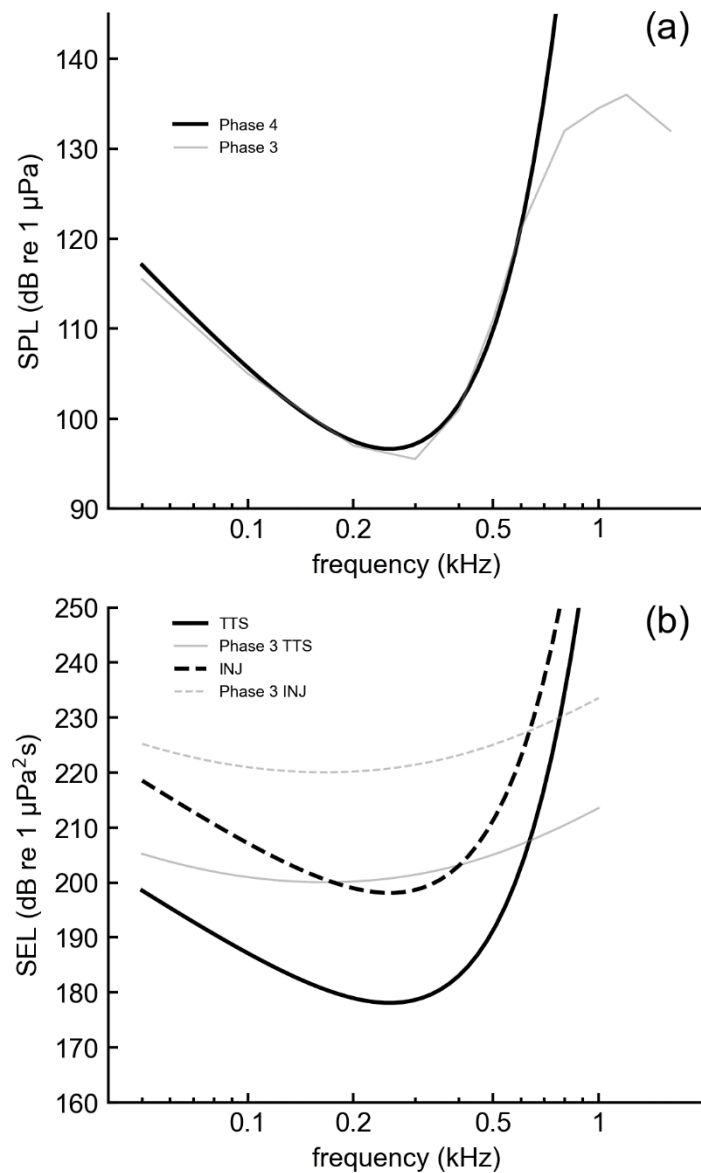 (a)
140
130
120
110
100
90
SPL (dB re 1 µPa)
Phase 4
Phase 3
0.1 0.2 0.5 1
frequency (kHz)
(b)
250
240
230
220
210
200
190
180
170
160
SEL (dB re 1 µPa²s)
TTS
Phase 3 TTS
INJ
Phase 3 INJ
0.1 0.2 0.5 1
frequency (kHz)